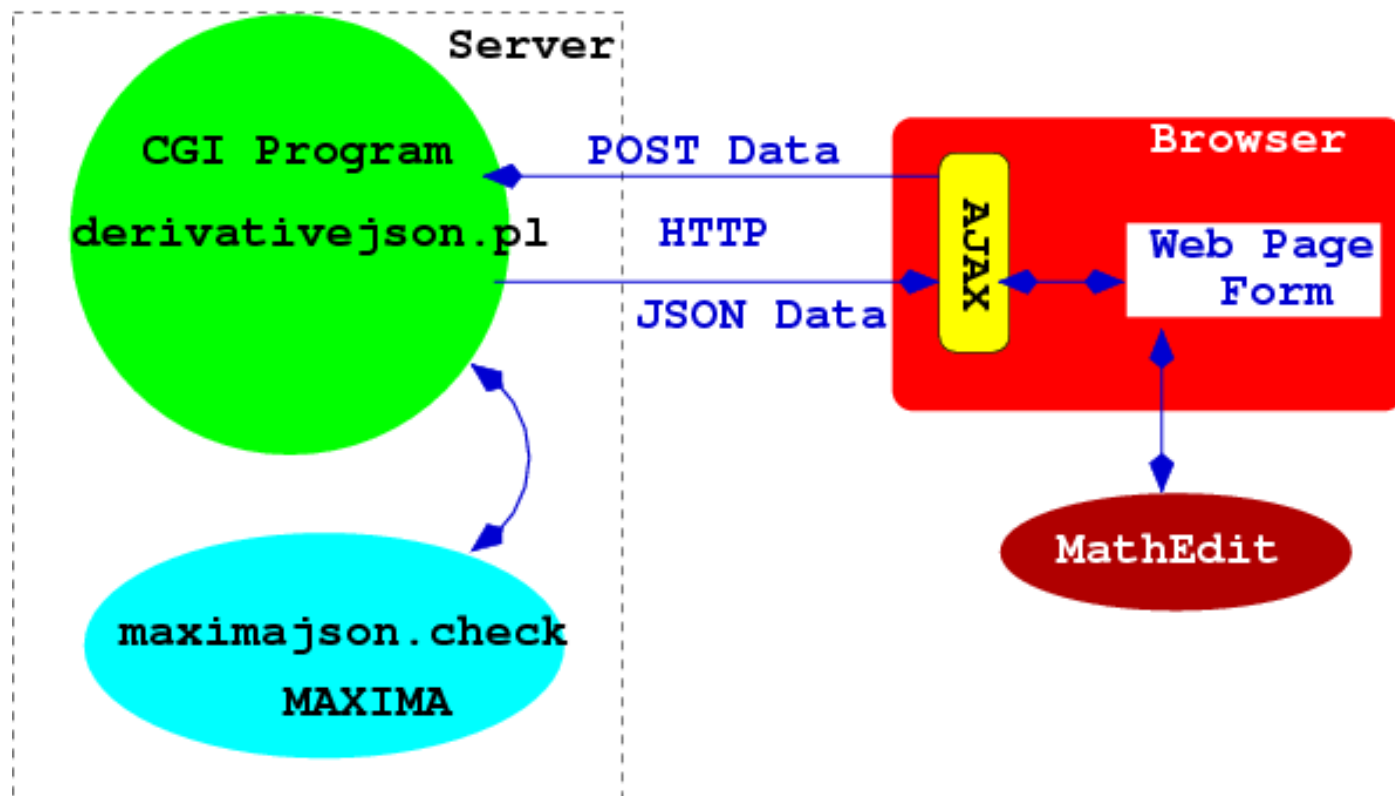 Server
CGI Program
derivativejson.pl
POST Data
HTTP
JSON Data
Browser
AJAX
Web Page
Form
MathEdit
maximajson.check
MAXIMA